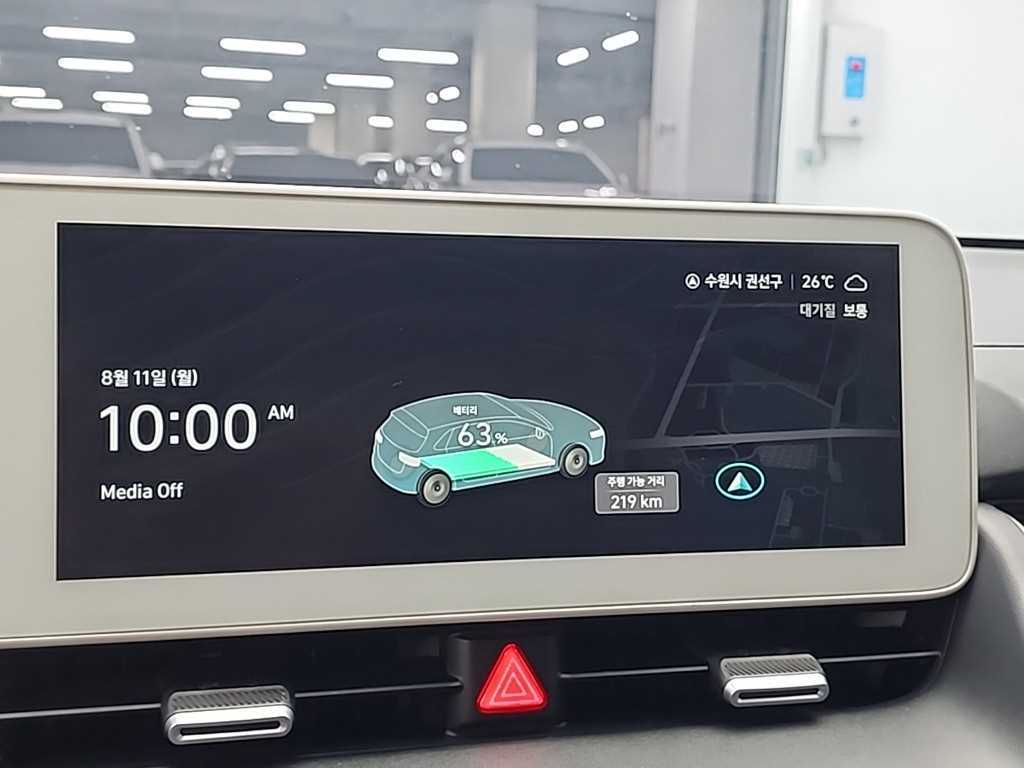 수원시 권선구 | 26℃
대기질 보통
8월 11일 (월)
10:00 AM
Media Off
배터리
63%
주행 가능 거리
219 km